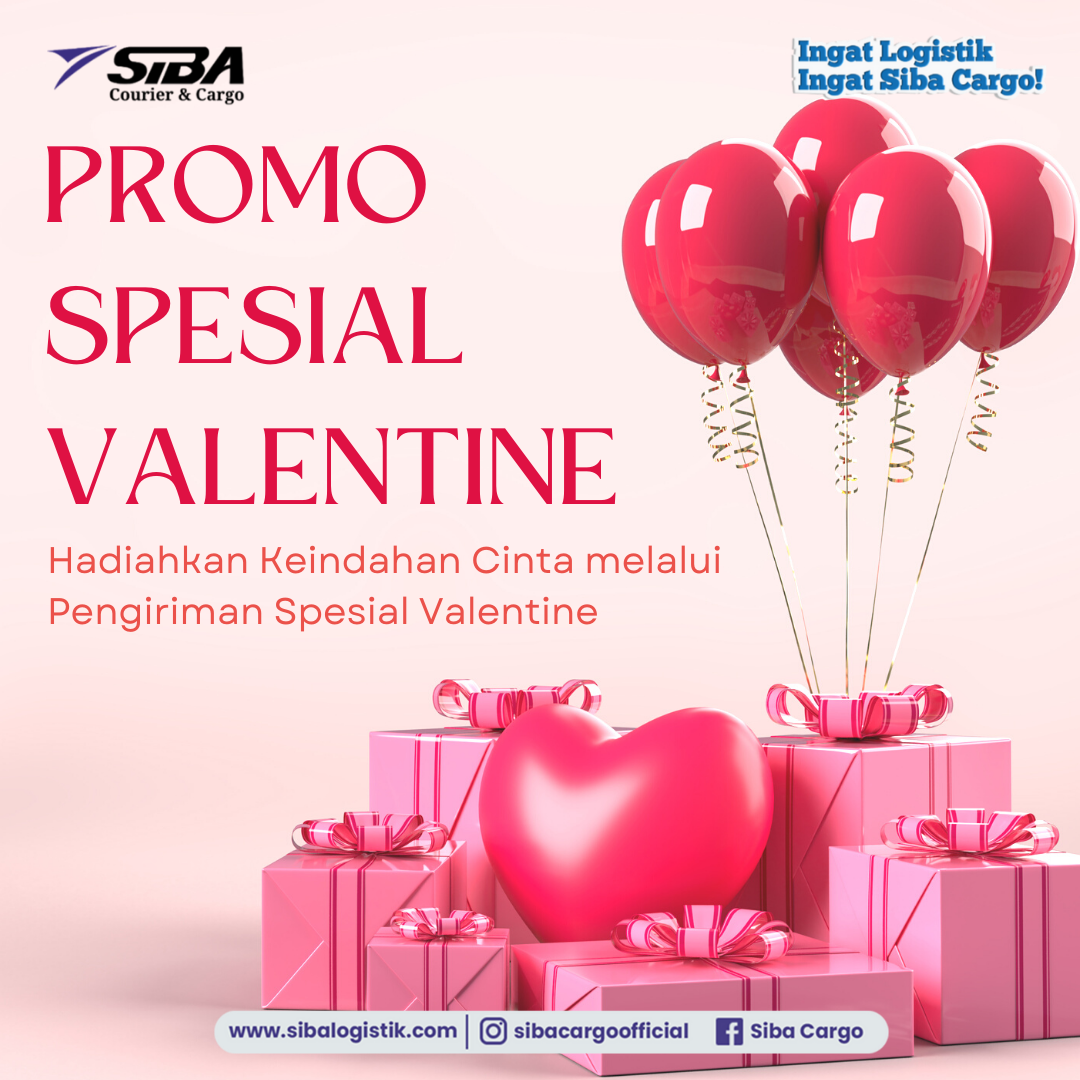 SIBA
Courier & Cargo
Ingat Logistik
Ingat Siba Cargo!
PROMO
SPESIAL
VALENTINE
Hadiahkan Keindahan Cinta melalui
Pengiriman Spesial Valentine
www.sibalogistik.com | sibacargoofficial Siba Cargo